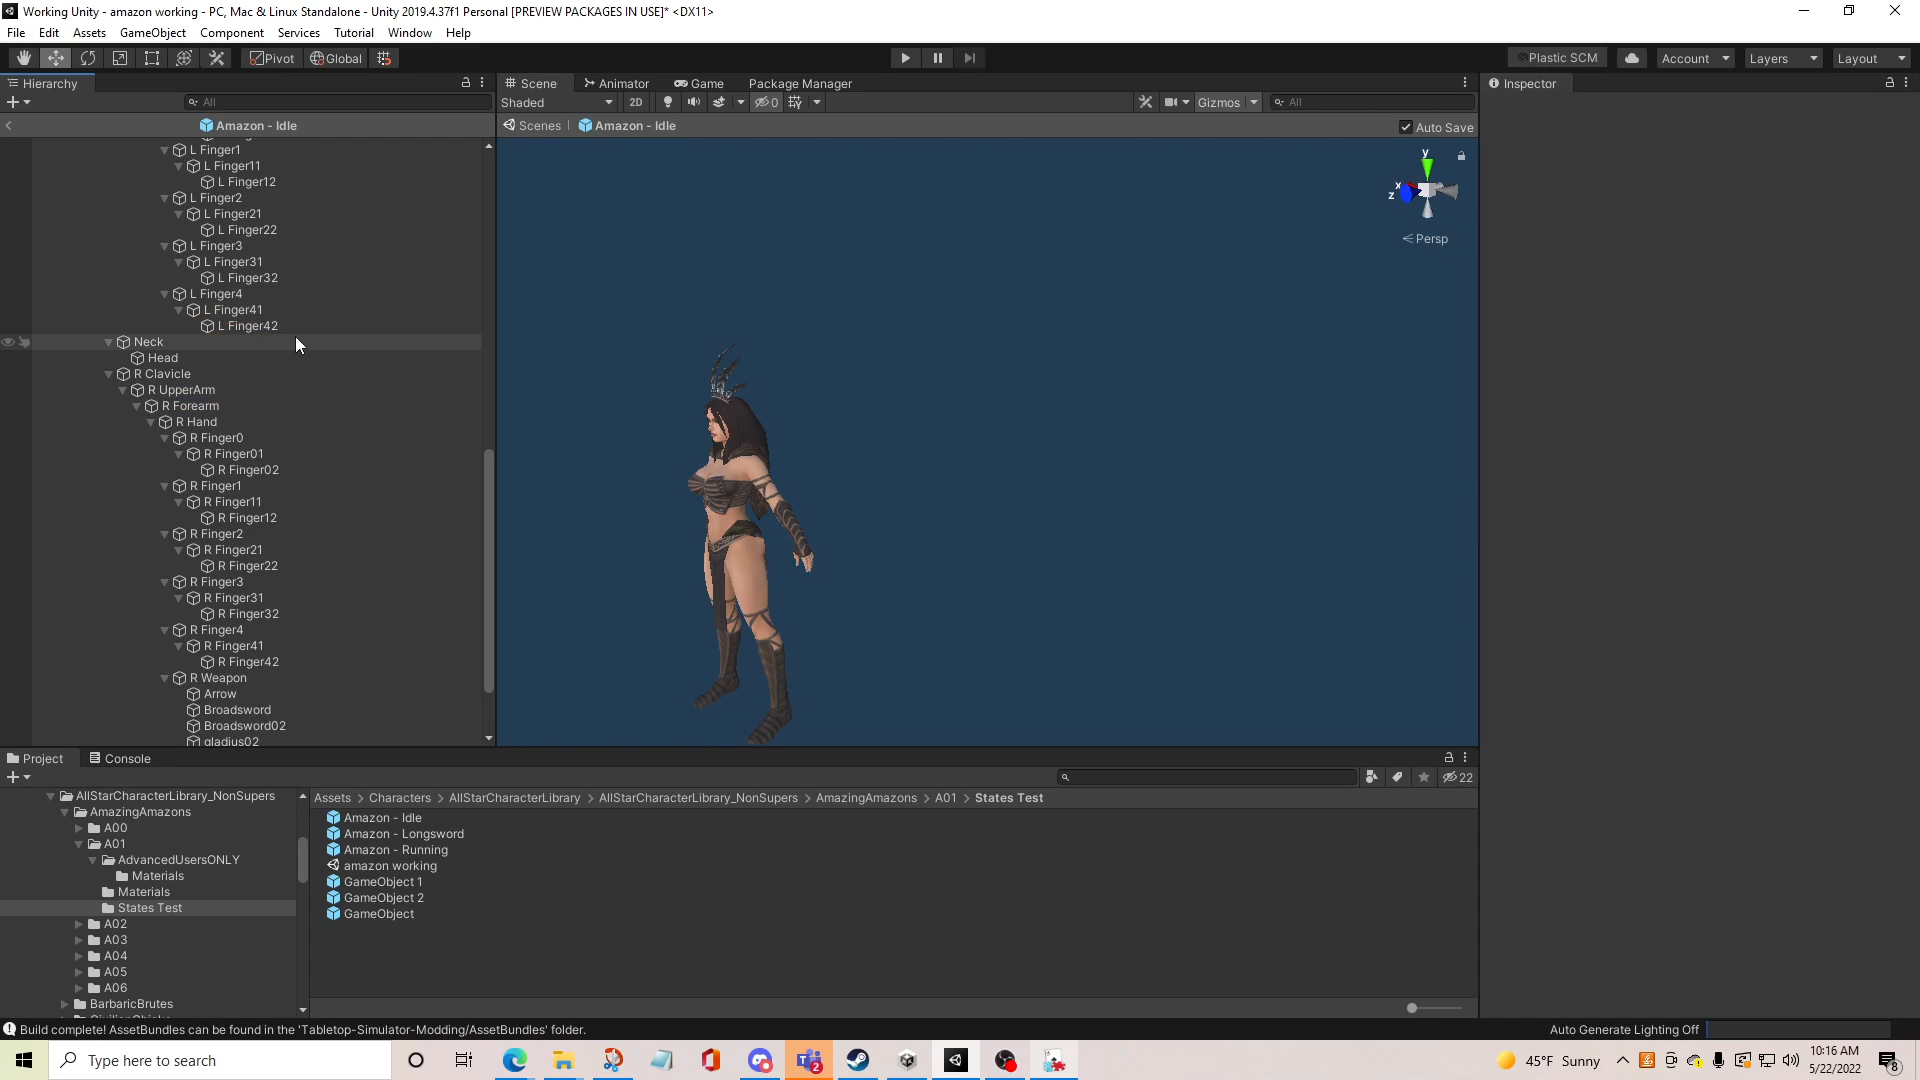 Working Unity - amazon working - PC, Mac & Linux Standalone - Unity 2019.4.37f1 Personal [PREVIEW PACKAGES IN USE]* <DX11>
File Edit Assets GameObject Component Services Tutorial Window Help
Pivot Global Plastic SCM Account Layers Layout
Hierarchy Scene Animator Game Package Manager Inspector
All Shaded 2D 0 Gizmos All
Amazon - Idle Scenes Amazon - Idle Auto Save
L Finger1
L Finger11
L Finger12
L Finger2
L Finger21
L Finger22
L Finger3
L Finger31
L Finger32
L Finger4
L Finger41
L Finger42
Neck
Head
R Clavicle
R UpperArm
R Forearm
R Hand
R Finger0
R Finger01
R Finger02
R Finger1
R Finger11
R Finger12
R Finger2
R Finger21
R Finger22
R Finger3
R Finger31
R Finger32
R Finger4
R Finger41
R Finger42
R Weapon
Arrow
Broadsword
Broadsword02
gladius02
y
x
z
< Persp
Project Console
22
AllStarCharacterLibrary_NonSupers
AmazingAmazons
A00
A01
AdvancedUsersONLY
Materials
Materials
States Test
A02
A03
A04
A05
A06
BarbaricBrutes
Assets > Characters > AllStarCharacterLibrary > AllStarCharacterLibrary_NonSupers > AmazingAmazons > A01 > States Test
Amazon - Idle
Amazon - Longsword
Amazon - Running
amazon working
GameObject 1
GameObject 2
GameObject
Build complete! AssetBundles can be found in the 'Tabletop-Simulator-Modding/AssetBundles' folder.
Auto Generate Lighting Off
Type here to search
2
45°F Sunny
10:16 AM
5/22/2022
8